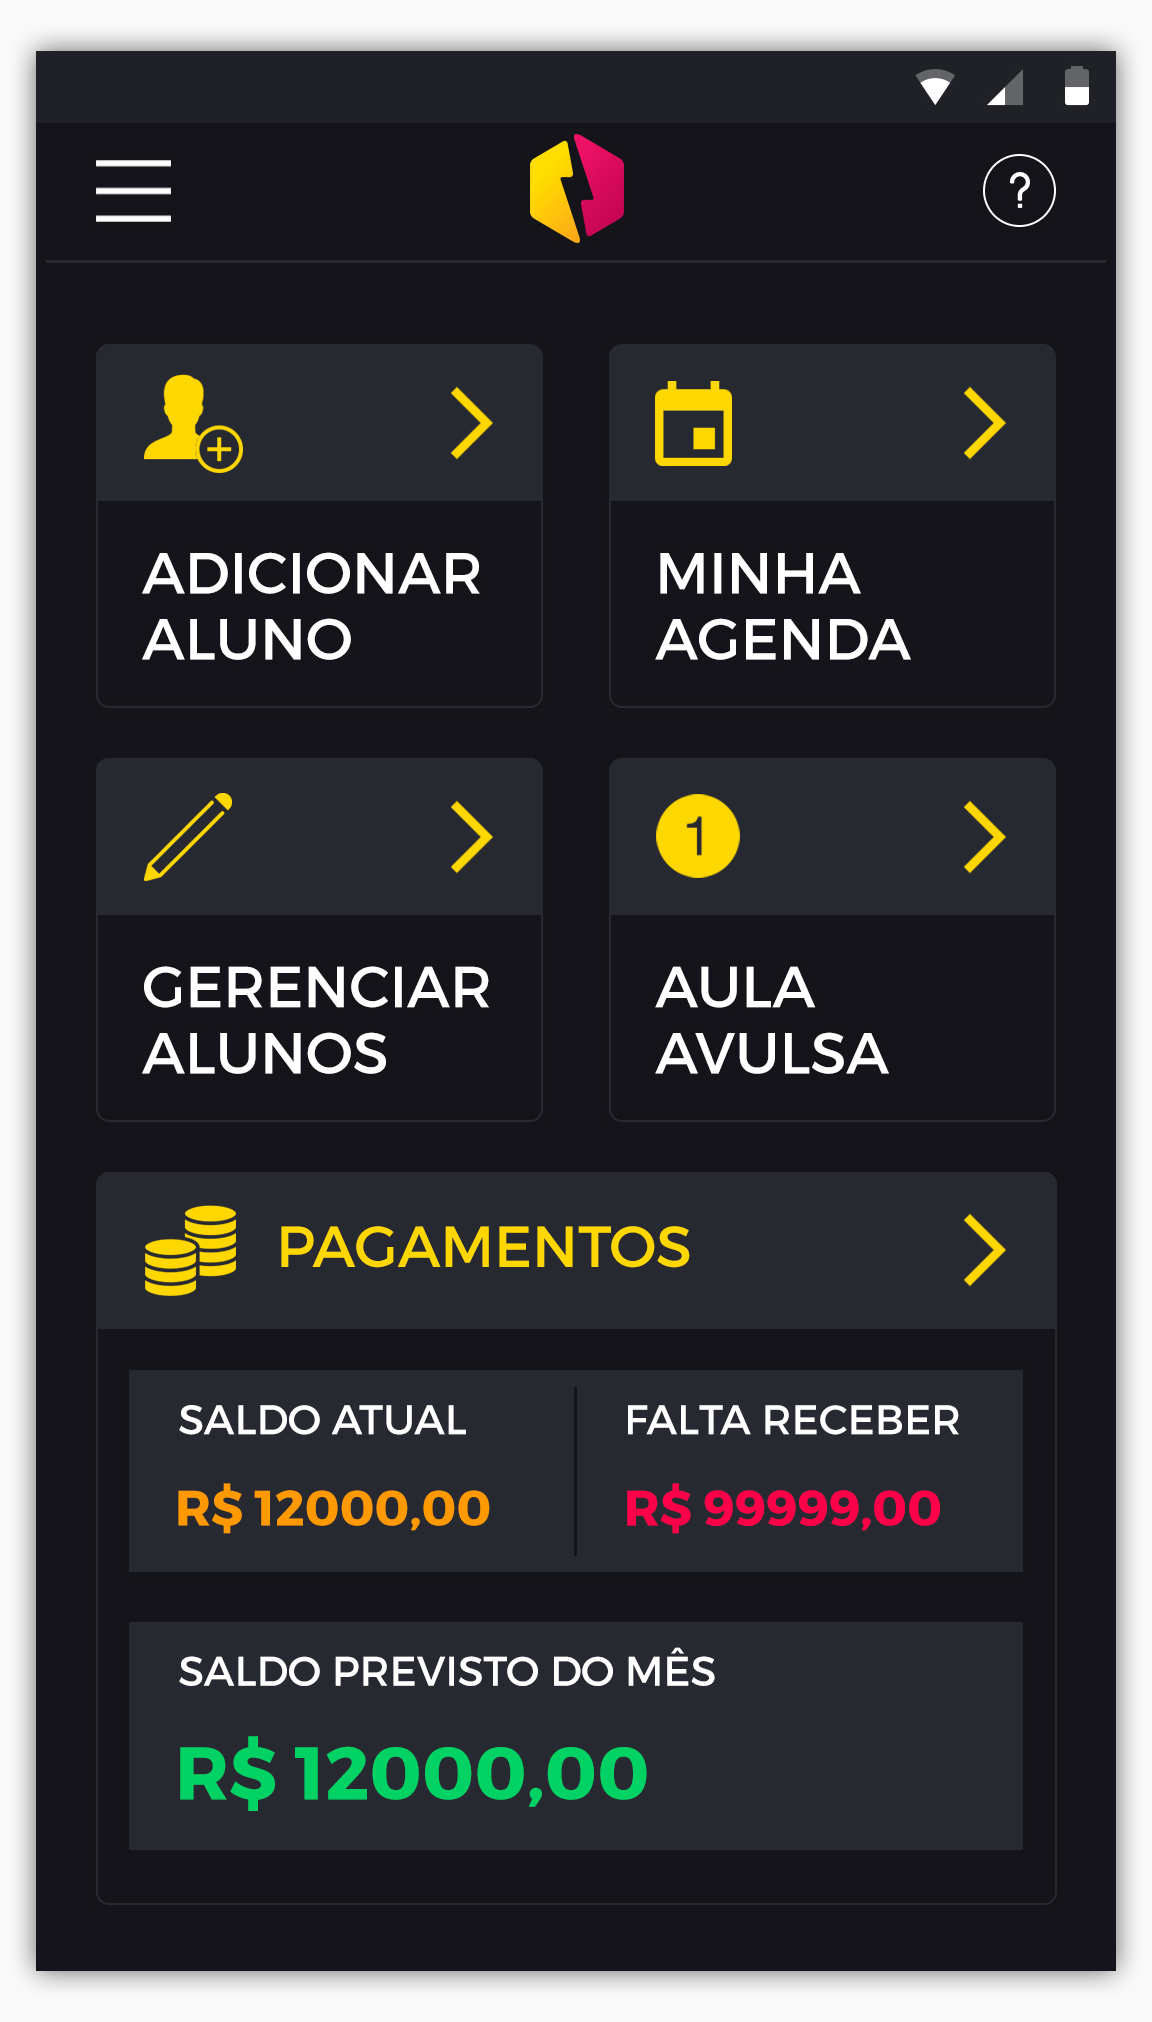 ?
ADICIONAR
ALUNO
MINHA
AGENDA
1
GERENCIAR
ALUNOS
AULA
AVULSA
PAGAMENTOS
SALDO ATUAL
R$ 12000,00
FALTA RECEBER
R$ 99999,00
SALDO PREVISTO DO MÊS
R$ 12000,00